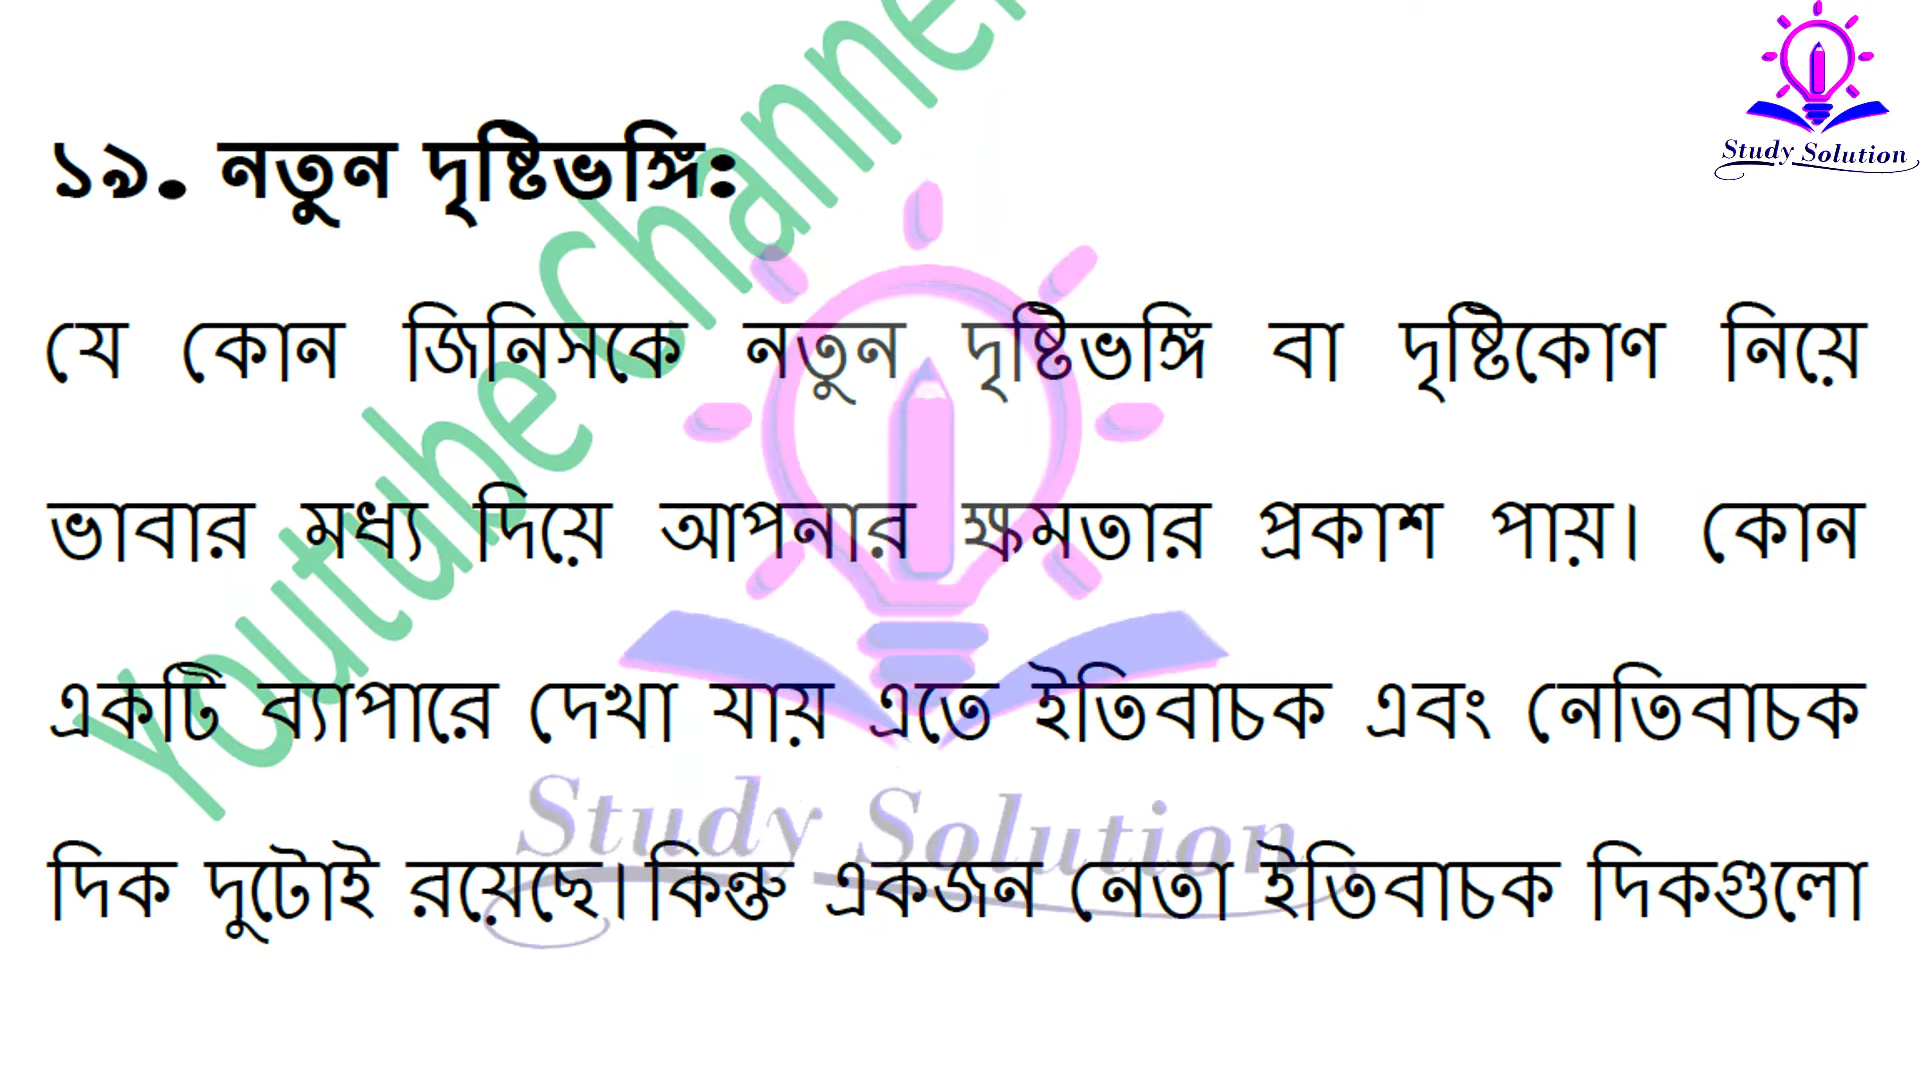 Study Solution
১৯. নতুন দৃষ্টিভঙ্গি:
যে কোন জিনিসকে নতুন দৃষ্টিভঙ্গি বা দৃষ্টিকোণ নিয়ে
ভাবার মধ্য দিয়ে আপনার ক্ষমতার প্রকাশ পায়। কোন
একটি ব্যাপারে দেখা যায় এতে ইতিবাচক এবং নেতিবাচক
দিক দুটোই রয়েছে। কিন্তু একজন নেতা ইতিবাচক দিকগুলো
Youtube Channel
Study Solution